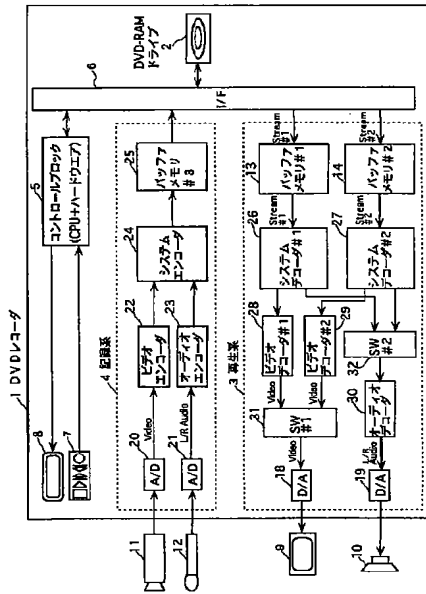 1 DVDレコーダ
8
7
5
コントロールブロック
(CPU+ハードウエア)
6
I/F
DVD-RAM
ドライブ
2
4 記録系
11
12
20
A/D
Video
21
A/D
L/R Audio
22
ビデオ
エンコーダ
23
オーディオ
エンコーダ
24
システム
エンコーダ
25
バッファ
メモリ
#3
3 再生系
9
10
18
D/A
Video
19
D/A
L/R
Audio
31
SW
#1
30
オーディオ
デコーダ
Video
Video
28
ビデオ
デコーダ#1
29
ビデオ
デコーダ#2
32
SW
#2
26
システム
デコーダ#1
27
システム
デコーダ#2
Stream
#1
Stream
#2
13
バッファ
メモリ#1
14
バッファ
メモリ#2
Stream
#1
Stream
#2